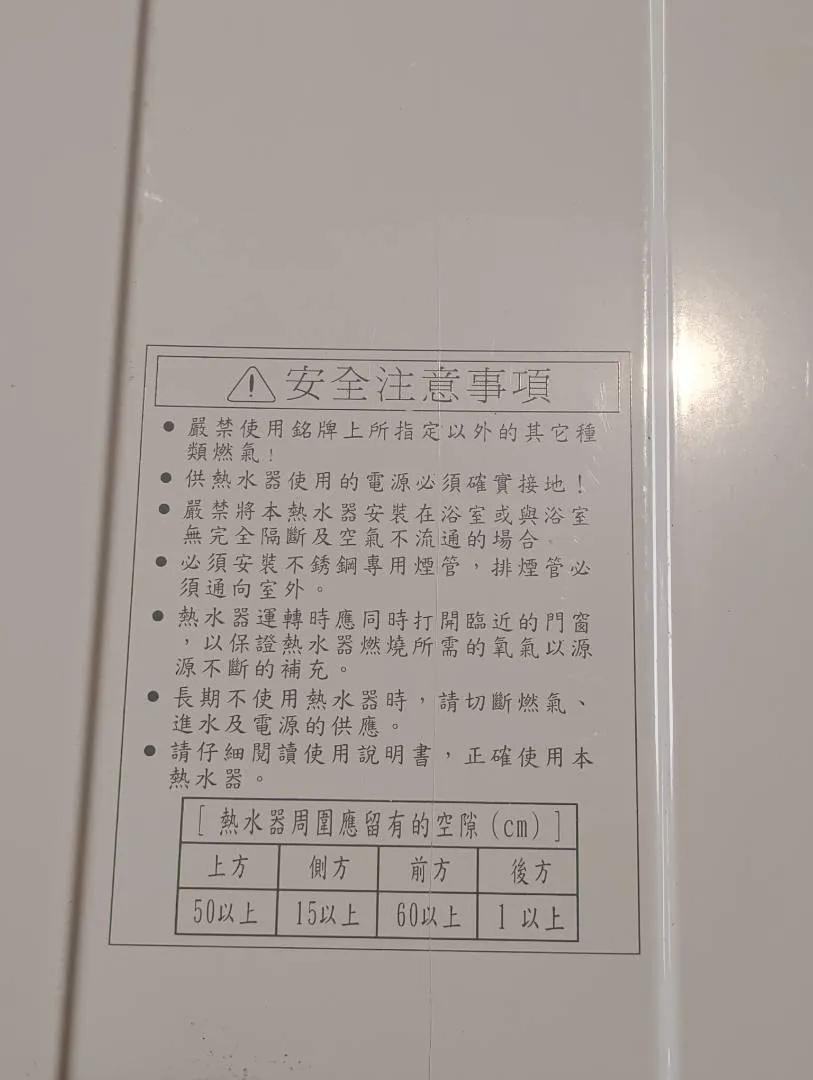 安全注意事項
● 嚴禁使用銘牌上所指定以外的其它種
類燃氣!
● 供熱水器使用的電源必須確實接地!
● 嚴禁將本熱水器安裝在浴室或與浴室
無完全隔斷及空氣不流通的場合。
● 必須安裝不銹鋼專用煙管,排煙管必
須通向室外。
● 熱水器運轉時應同時打開臨近的門窗
,以保證熱水器燃燒所需的氧氣以源
源不斷的補充。
● 長期不使用熱水器時,請切斷燃氣、
進水及電源的供應。
● 請仔細閱讀使用說明書,正確使用本
熱水器。
[ 熱水器周圍應留有的空隙(cm) ]
上方 側方 前方 後方
50以上 15以上 60以上 1 以上